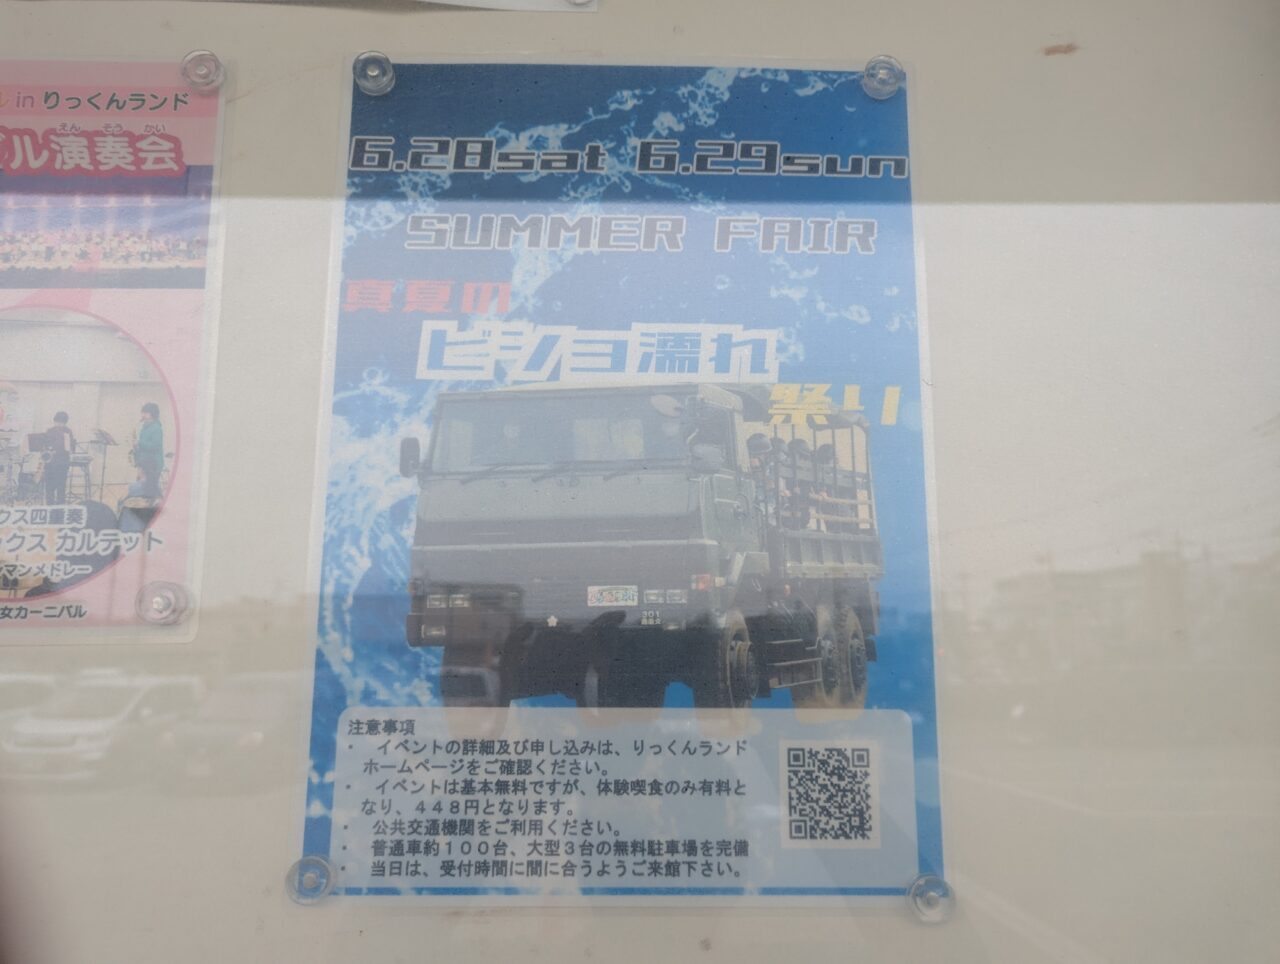 in りっくんランド
えん そう かい
ル演奏会
クス四重奏
ックス カルテット
マンメドレー
女カーニバル
6.28sat 6.29sun
SUMMER FAIR
真夏の
ビショ濡れ
祭り
301
注意事項
・ イベントの詳細及び申し込みは、りっくんランド
ホームページをご確認ください。
・ イベントは基本無料ですが、体験喫食のみ有料と
なり、448円となります。
・ 公共交通機関をご利用ください。
・ 普通車約100台、大型3台の無料駐車場を完備
・ 当日は、受付時間に間に合うようご来館下さい。